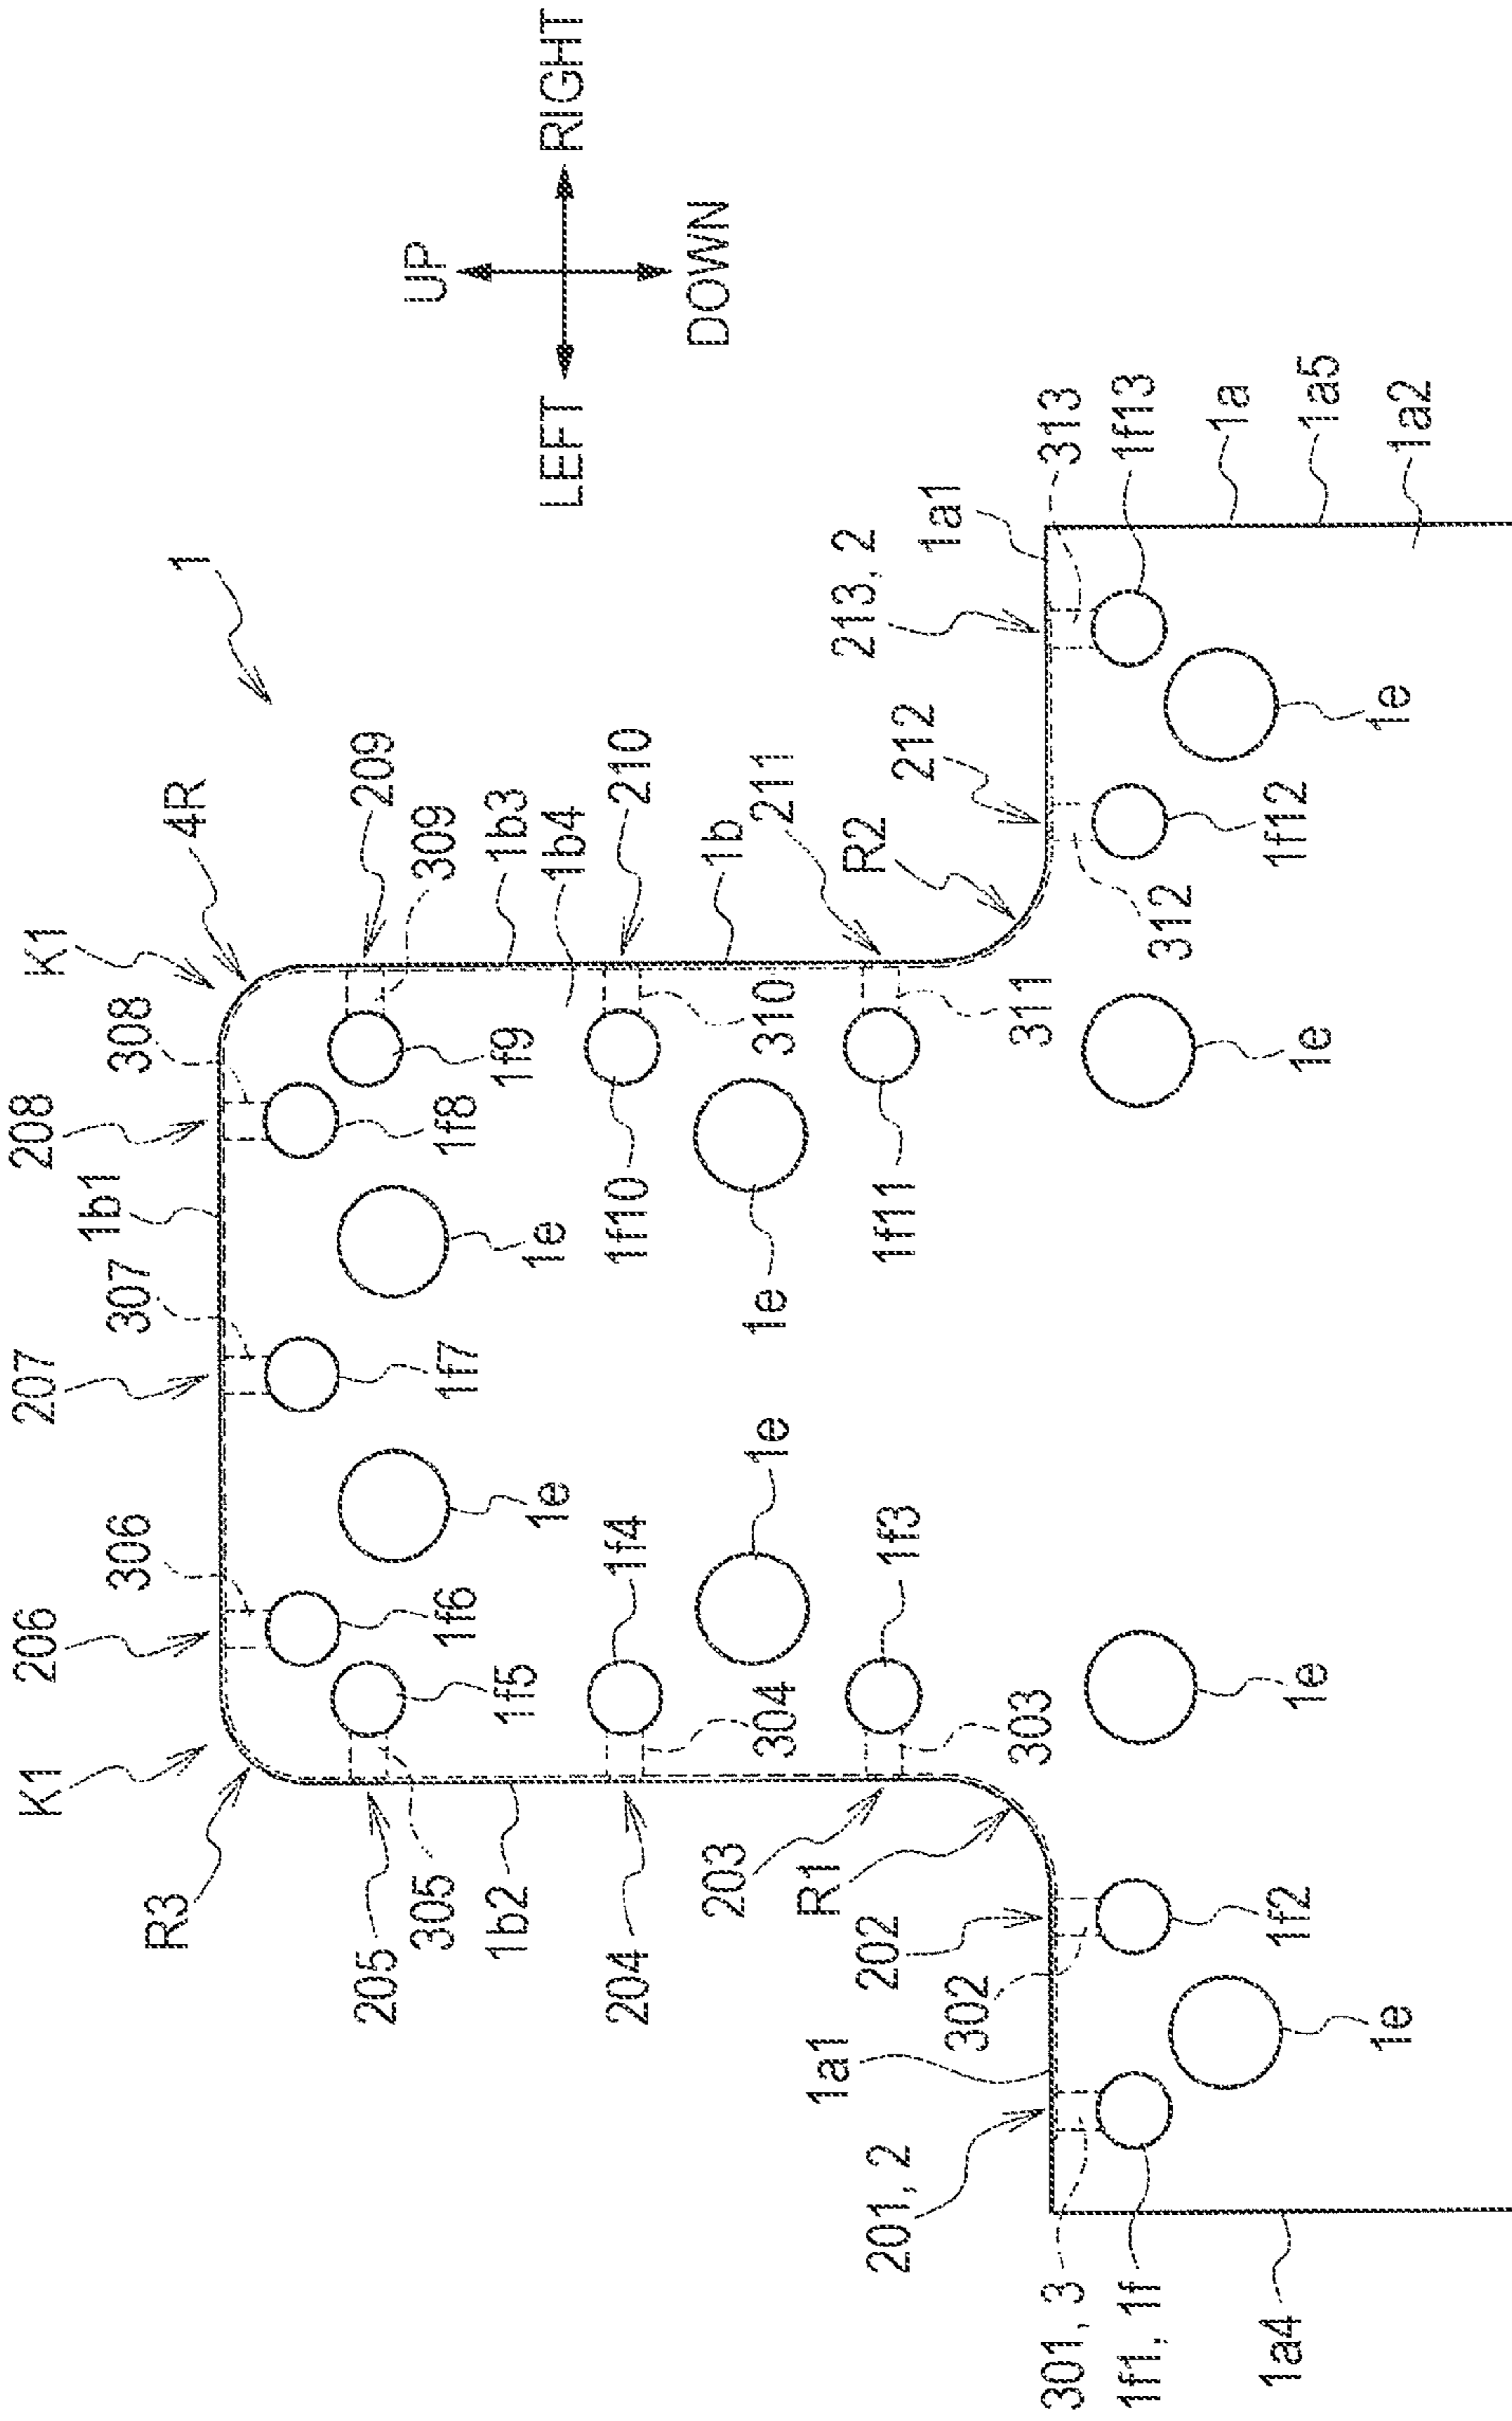 1
UP
LEFT
RIGHT
DOWN
206
306
207
307
1b1
208
308
K1
K1
R3
4R
205
305
1f5
1f6
1e
1f7
1e
1f8
1f9
309
209
1b2
1b3
1b4
204
304
1f4
1e
1e
1f10
310
210
1b
203
303
R1
1f3
1e
1f11
311
1e
211
R2
201, 2
1a1
202
302
212
312
213, 2
1a1
313
301, 3
1f1, 1f
1e
1f2
1f12
1e
1f13
1a
1a4
1a5
1a2